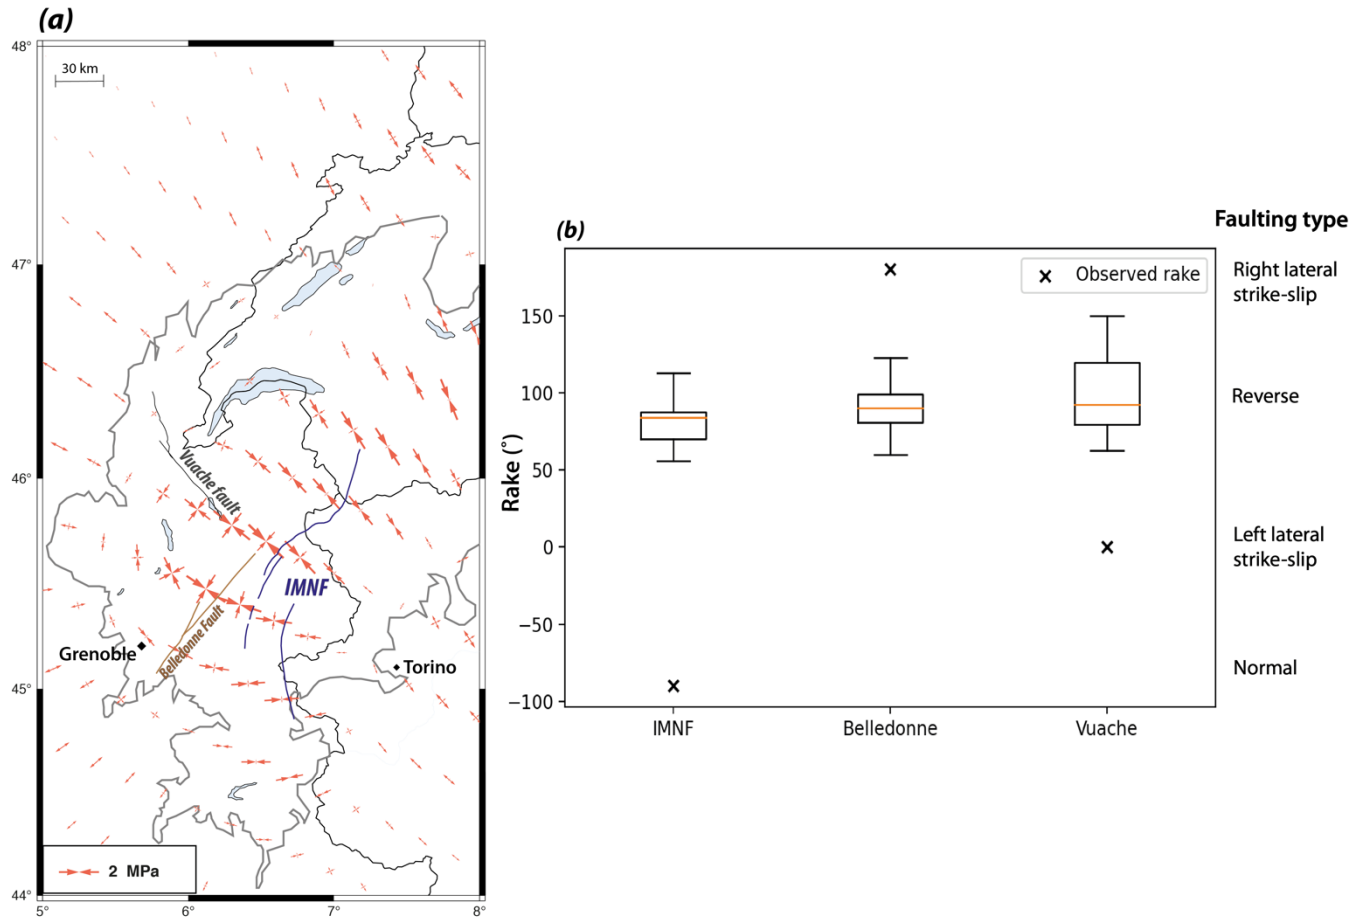 (a)
48°
30 km
47°
46°
Vuache fault
IMNF
Belledonne Fault
Grenoble
Torino
45°
2 MPa
44°
5°
6°
7°
8°
Faulting type
(b)
Observed rake
Right lateral
strike-slip
150
100
Reverse
50
Rake (°)
0
Left lateral
strike-slip
−50
Normal
−100
IMNF
Belledonne
Vuache